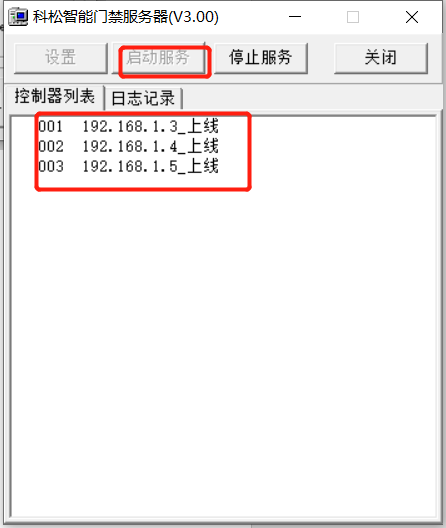 科松智能门禁服务器(V3.00)
设置 启动服务 停止服务 关闭
控制器列表 日志记录
001 192.168.1.3_上线
002 192.168.1.4_上线
003 192.168.1.5_上线